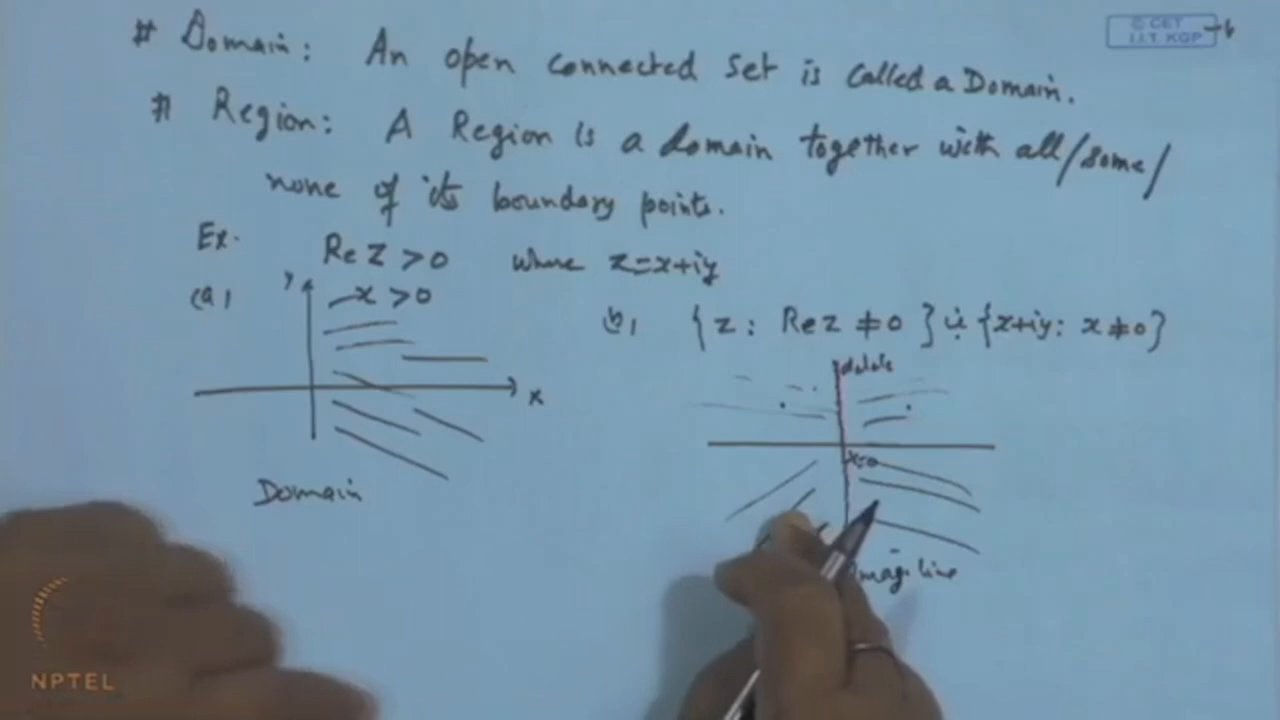 © CET
I.I.T. KGP
# Domain: An open connected set is called a Domain.
# Region: A Region is a domain together with all/some/
none of its boundary points.
Ex.
(a) Re Z > 0 where z=x+iy
x > 0
y
x
Domain
(b) {z: Re z ≠ 0} i.e. {x+iy: x ≠ 0}
delete
x=0
Imag. line
NPTEL